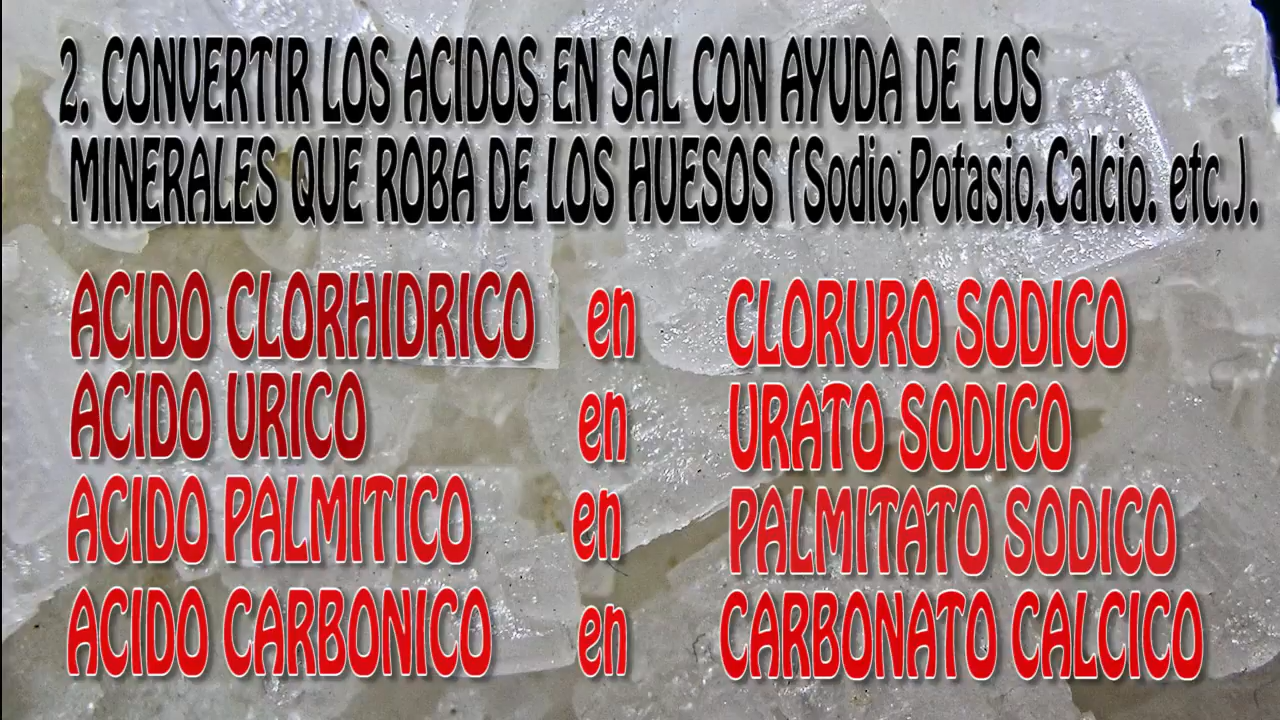 2. CONVERTIR LOS ACIDOS EN SAL CON AYUDA DE LOS
MINERALES QUE ROBA DE LOS HUESOS (Sodio,Potasio,Calcio. etc.).
ACIDO CLORHIDRICO en CLORURO SODICO
ACIDO URICO en URATO SODICO
ACIDO PALMITICO en PALMITATO SODICO
ACIDO CARBONICO en CARBONATO CALCICO